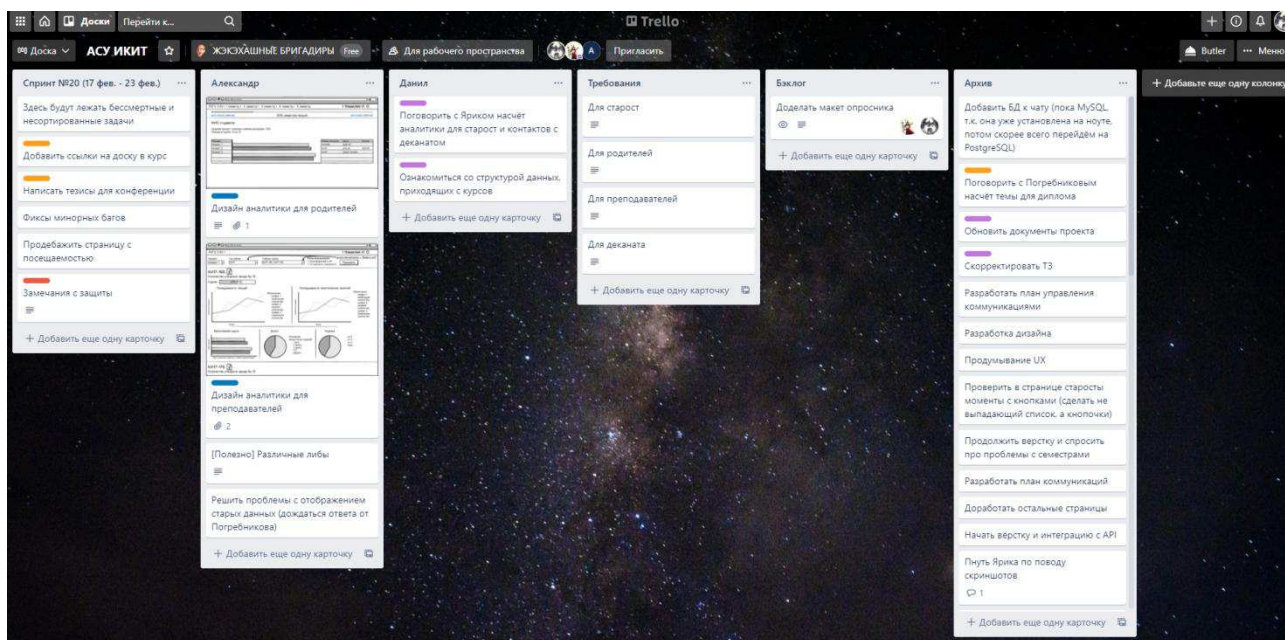 Доски
Перейти к...
Trello
Доска
АСУ ИКИТ
ЖЭКЭХАШНЫЕ БРИГАДИРЫ Free
Для рабочего пространства
А
Пригласить
Butler
... Меню
Спринт №20 (17 фев. - 23 фев.)
Здесь будут лежать бессмертные и
несортированные задачи
Добавить ссылки на доску в курс
Написать тезисы для конференции
Фиксы минорных багов
Продебажить страницу с
посещаемостью
Замечания с защиты
+ Добавить еще одну карточку
Александр
Дизайн аналитики для родителей
1
Дизайн аналитики для
преподавателей
2
[Полезно] Различные либы
Решить проблемы с отображением
старых данных (дождаться ответа от
Погребникова)
+ Добавить еще одну карточку
Данил
Поговорить с Яриком насчёт
аналитики для старост и контактов с
деканатом
Ознакомиться со структурой данных,
приходящих с курсов
+ Добавить еще одну карточку
Требования
Для старост
Для родителей
Для преподавателей
Для деканата
+ Добавить еще одну карточку
Бэклог
Доделать макет опросника
+ Добавить еще одну карточку
Архив
Добавить БД к чату (пока MySQL,
т.к. она уже установлена на ноуте,
потом скорее всего перейдём на
PostgreSQL)
Поговорить с Погребниковым
насчёт темы для диплома
Обновить документы проекта
Скорректировать ТЗ
Разработать план управления
коммуникациями
Разработка дизайна
Продумывание UX
Проверить в странице старосты
моменты с кнопками (сделать не
выпадающий список, а кнопочки)
Продолжить верстку и спросить
про проблемы с семестрами
Разработать план коммуникаций
Доработать остальные страницы
Начать вёрстку и интеграцию с API
Пнуть Ярика по поводу
скриншотов
1
+ Добавить еще одну карточку
+ Добавьте еще одну колонку